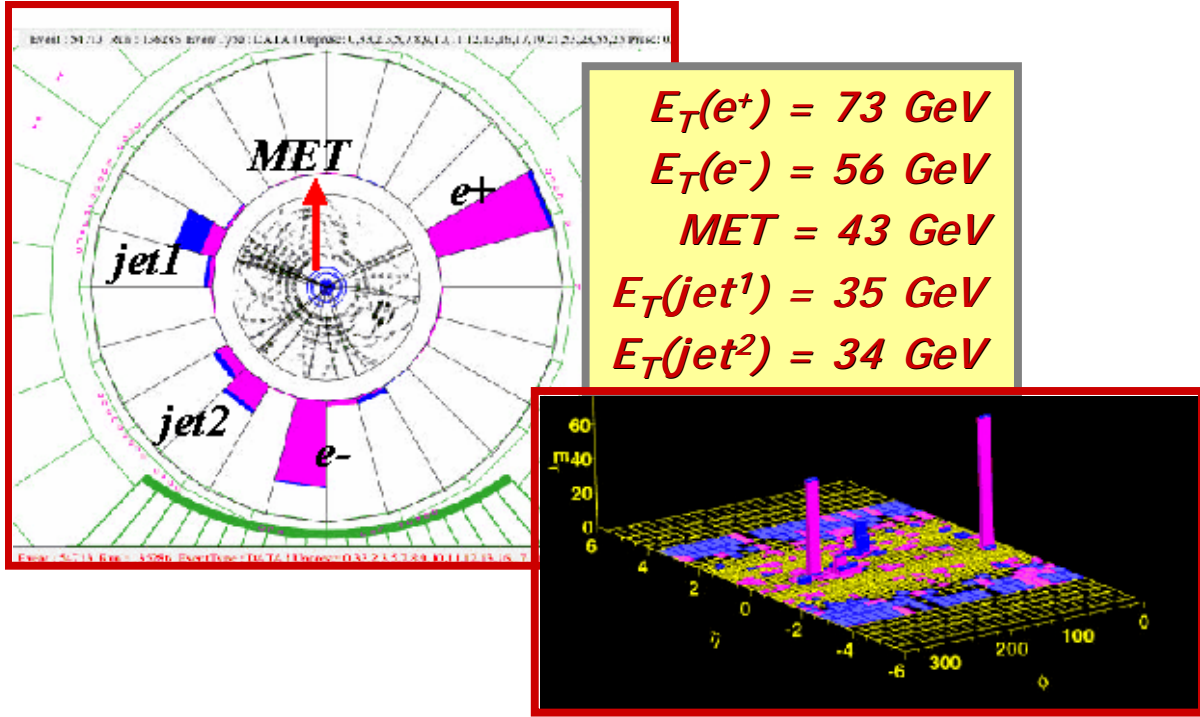 MET
e+
jet1
jet2
e-
E_T(e⁺) = 73 GeV
E_T(e⁻) = 56 GeV
MET = 43 GeV
E_T(jet¹) = 35 GeV
E_T(jet²) = 34 GeV
60
40
20
0
6
4
2
0
-2
-4
-6
η
300
200
100
0
ϕ